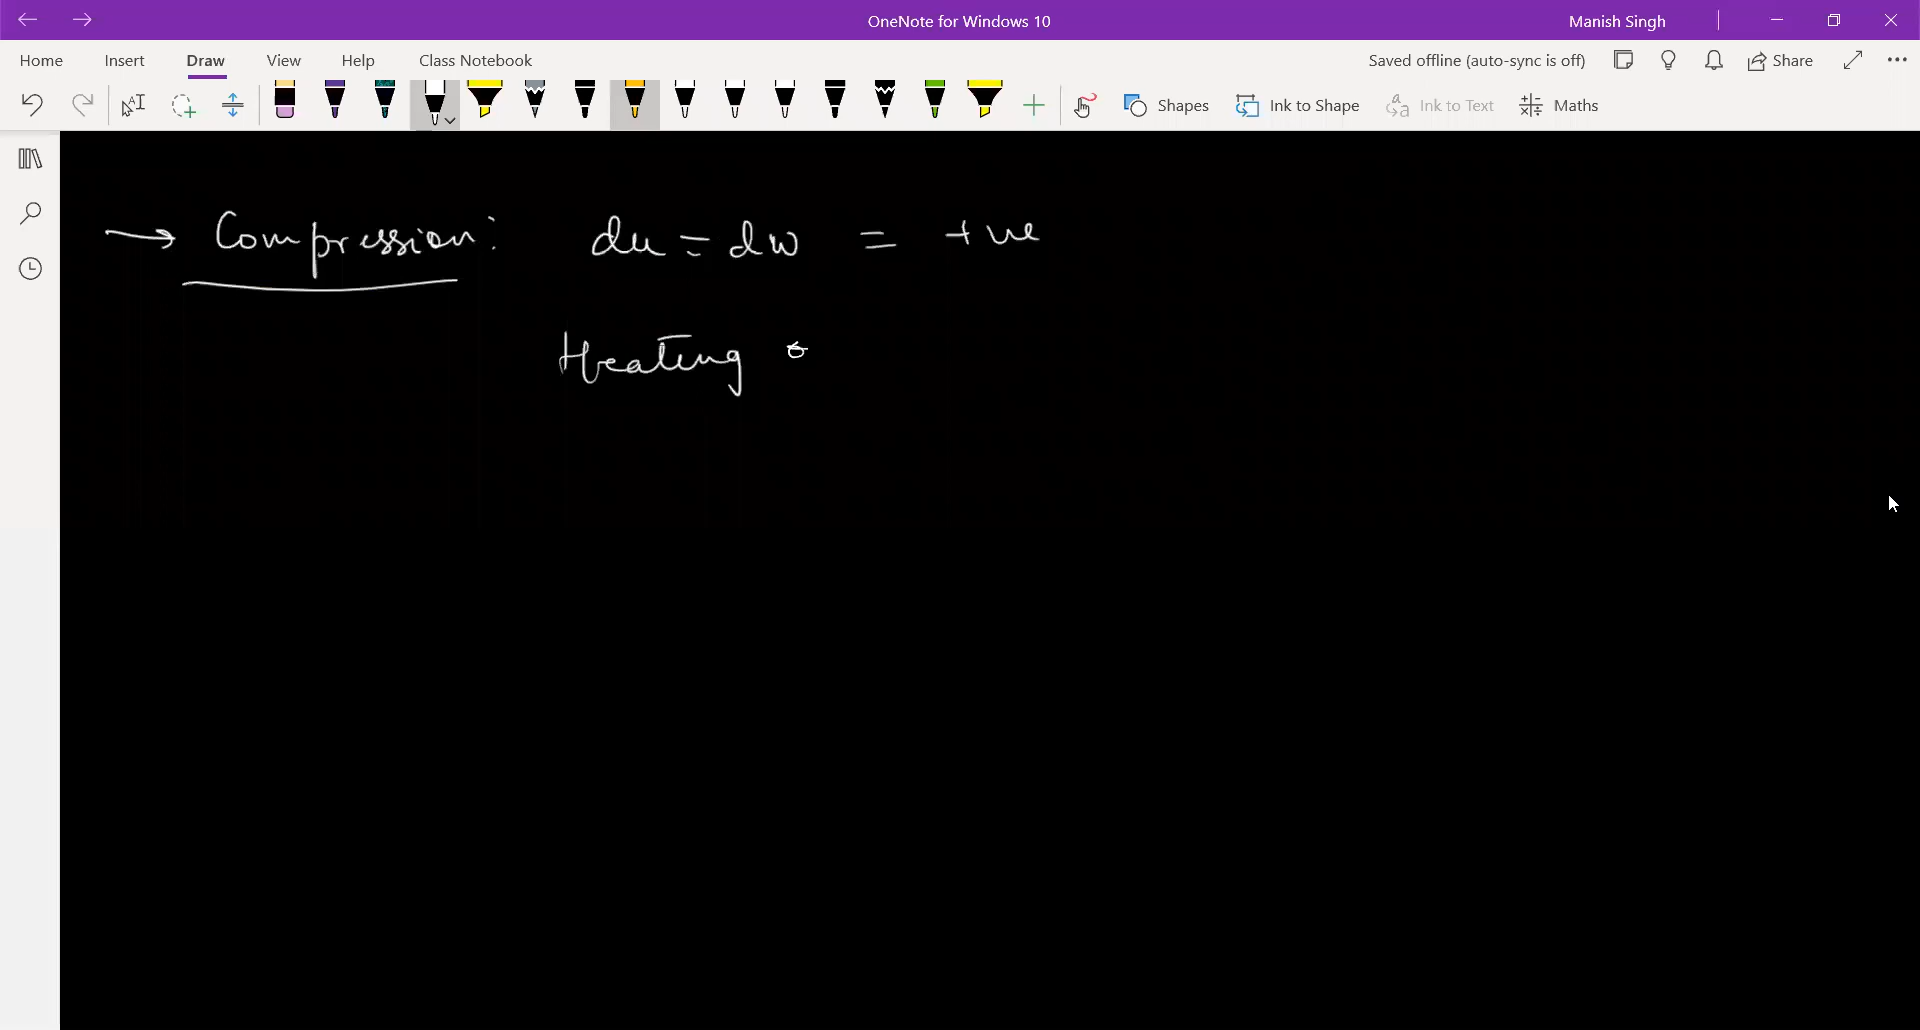 OneNote for Windows 10
Manish Singh
Home Insert Draw View Help Class Notebook
Saved offline (auto-sync is off) Share
Shapes Ink to Shape Ink to Text Maths
→ Compression: du = dw = +ve
Heating